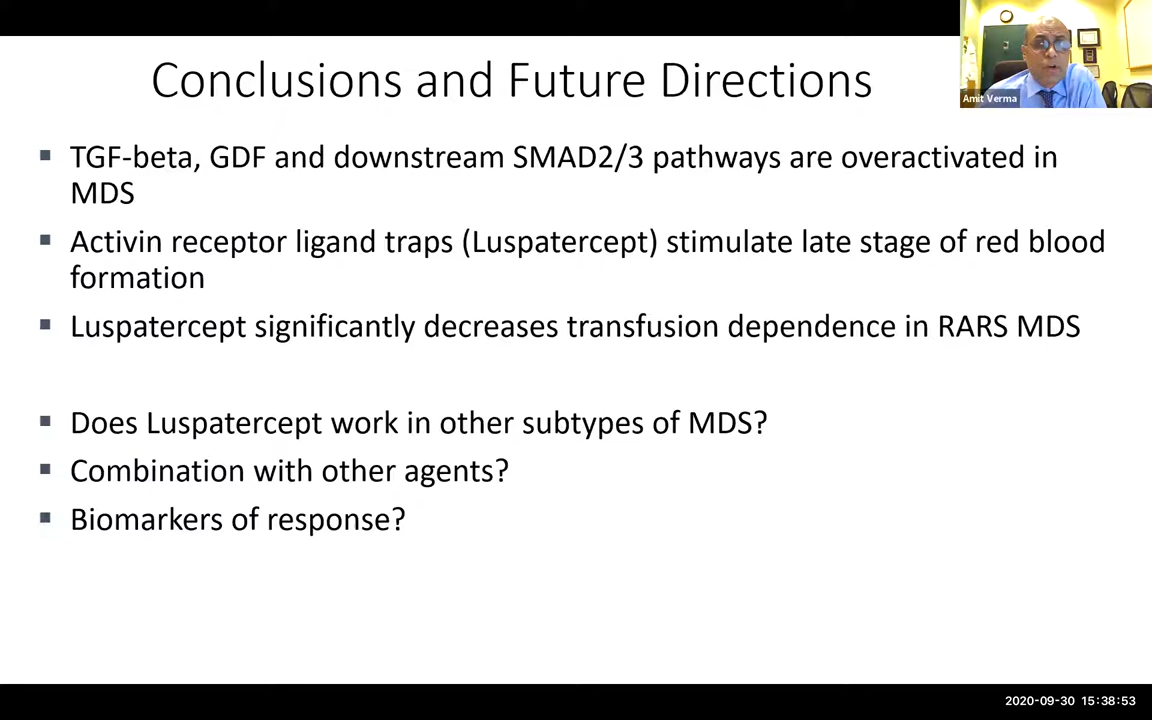 Conclusions and Future Directions
Amit Verma
▪ TGF-beta, GDF and downstream SMAD2/3 pathways are overactivated in
MDS
▪ Activin receptor ligand traps (Luspatercept) stimulate late stage of red blood
formation
▪ Luspatercept significantly decreases transfusion dependence in RARS MDS
▪ Does Luspatercept work in other subtypes of MDS?
▪ Combination with other agents?
▪ Biomarkers of response?
2020-09-30 15:38:53